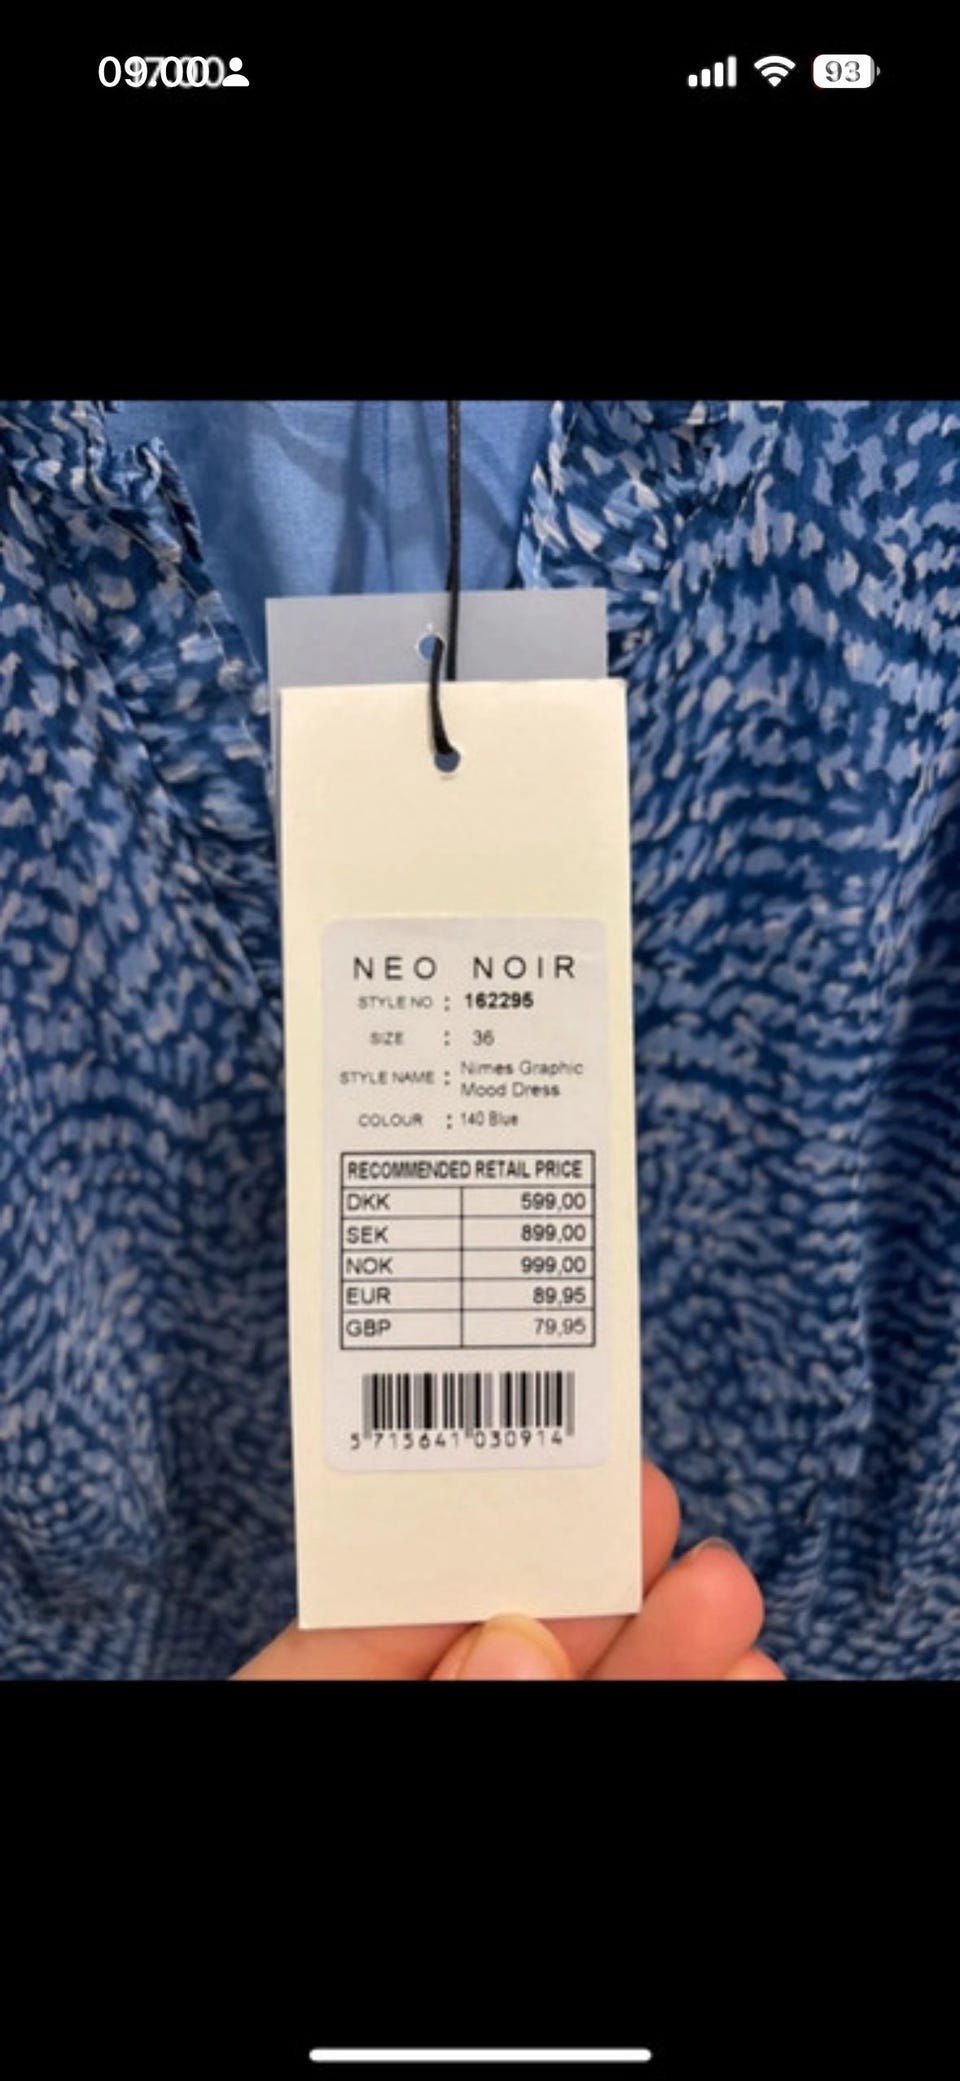 93
NEO NOIR
STYLE NO : 162295
SIZE : 36
STYLE NAME : Nimes Graphic
Mood Dress
COLOUR : 140 Blue
RECOMMENDED RETAIL PRICE
DKK 599,00
SEK 899,00
NOK 999,00
EUR 89,95
GBP 79,95
5 715641 030914